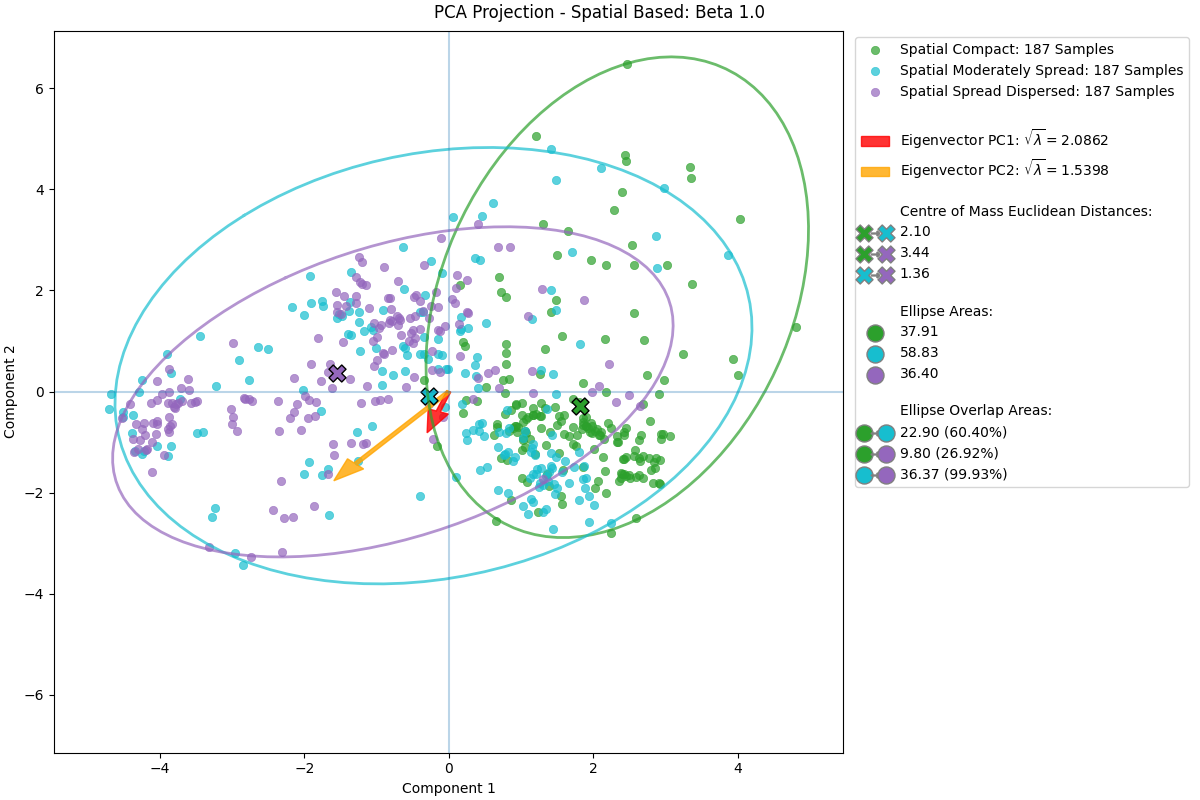 PCA Projection - Spatial Based: Beta 1.0
Component 2
6
4
2
0
−2
−4
−6
−4
−2
0
2
4
Component 1
Spatial Compact: 187 Samples
Spatial Moderately Spread: 187 Samples
Spatial Spread Dispersed: 187 Samples
Eigenvector PC1: √λ = 2.0862
Eigenvector PC2: √λ = 1.5398
Centre of Mass Euclidean Distances:
2.10
3.44
1.36
Ellipse Areas:
37.91
58.83
36.40
Ellipse Overlap Areas:
22.90 (60.40%)
9.80 (26.92%)
36.37 (99.93%)